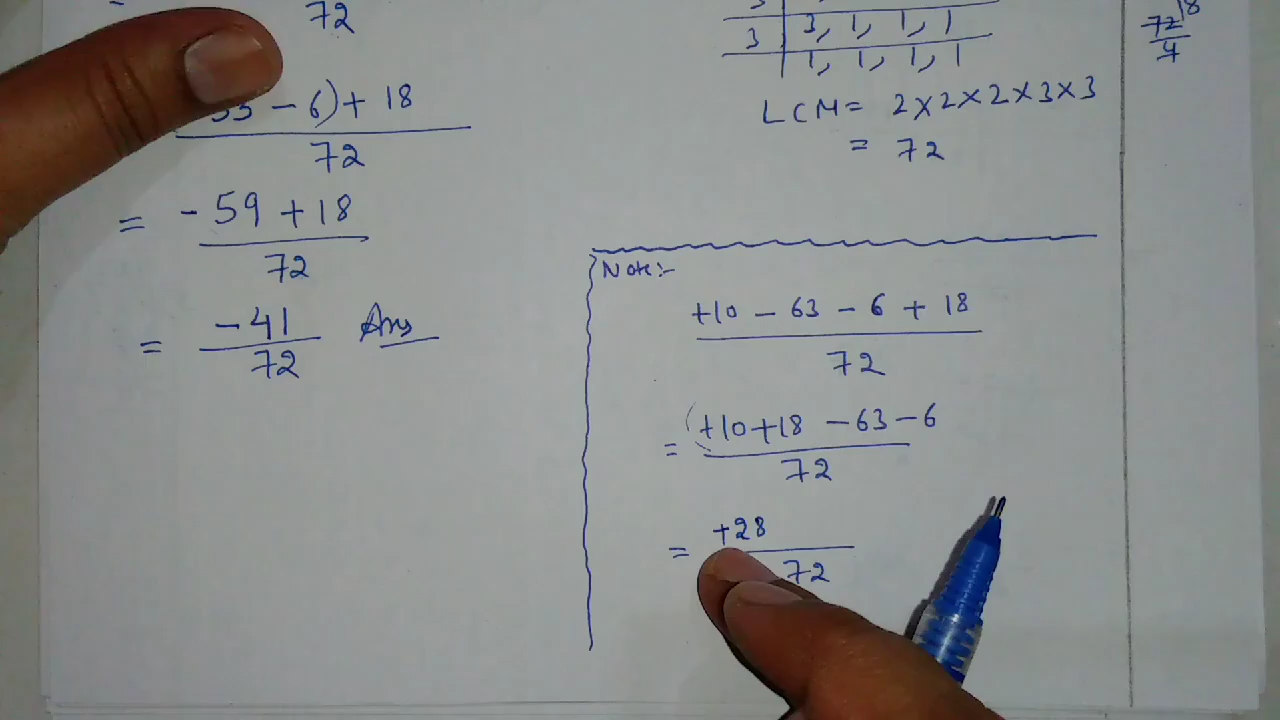 72
53 - 6) + 18
72
= - 59 + 18
72
= - 41 Ans
72
3 3, 1, 1, 1
1, 1, 1, 1
LCM = 2 × 2 × 2 × 3 × 3
= 72
18
72
4
Note:-
+10 - 63 - 6 + 18
72
= (+10 + 18 - 63 - 6
72
= +28
72